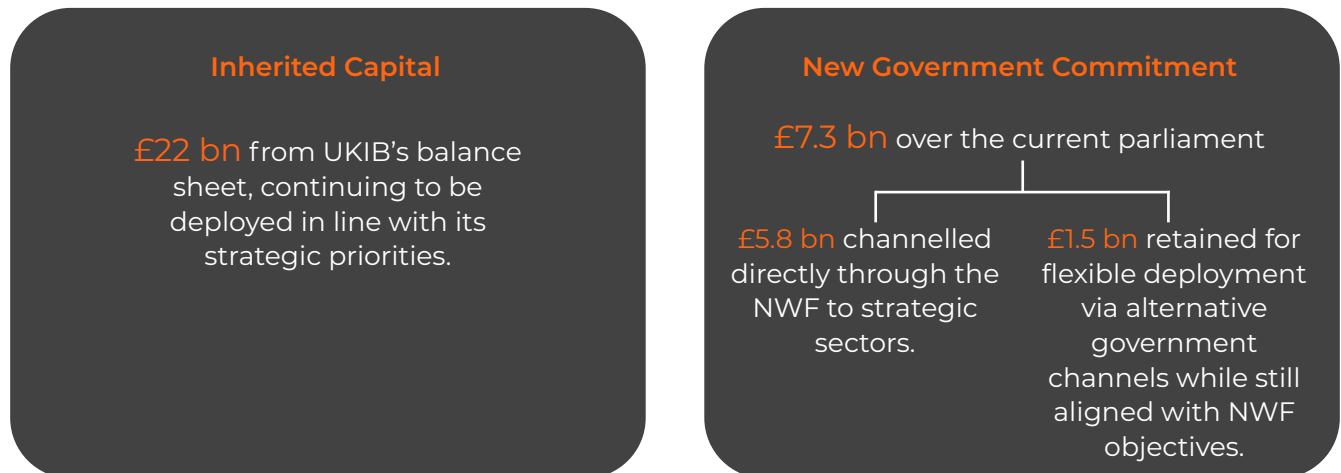 Inherited Capital
£22 bn from UKIB’s balance
sheet, continuing to be
deployed in line with its
strategic priorities.
New Government Commitment
£7.3 bn over the current parliament
£5.8 bn channelled
directly through the
NWF to strategic
sectors.
£1.5 bn retained for
flexible deployment
via alternative
government
channels while still
aligned with NWF
objectives.